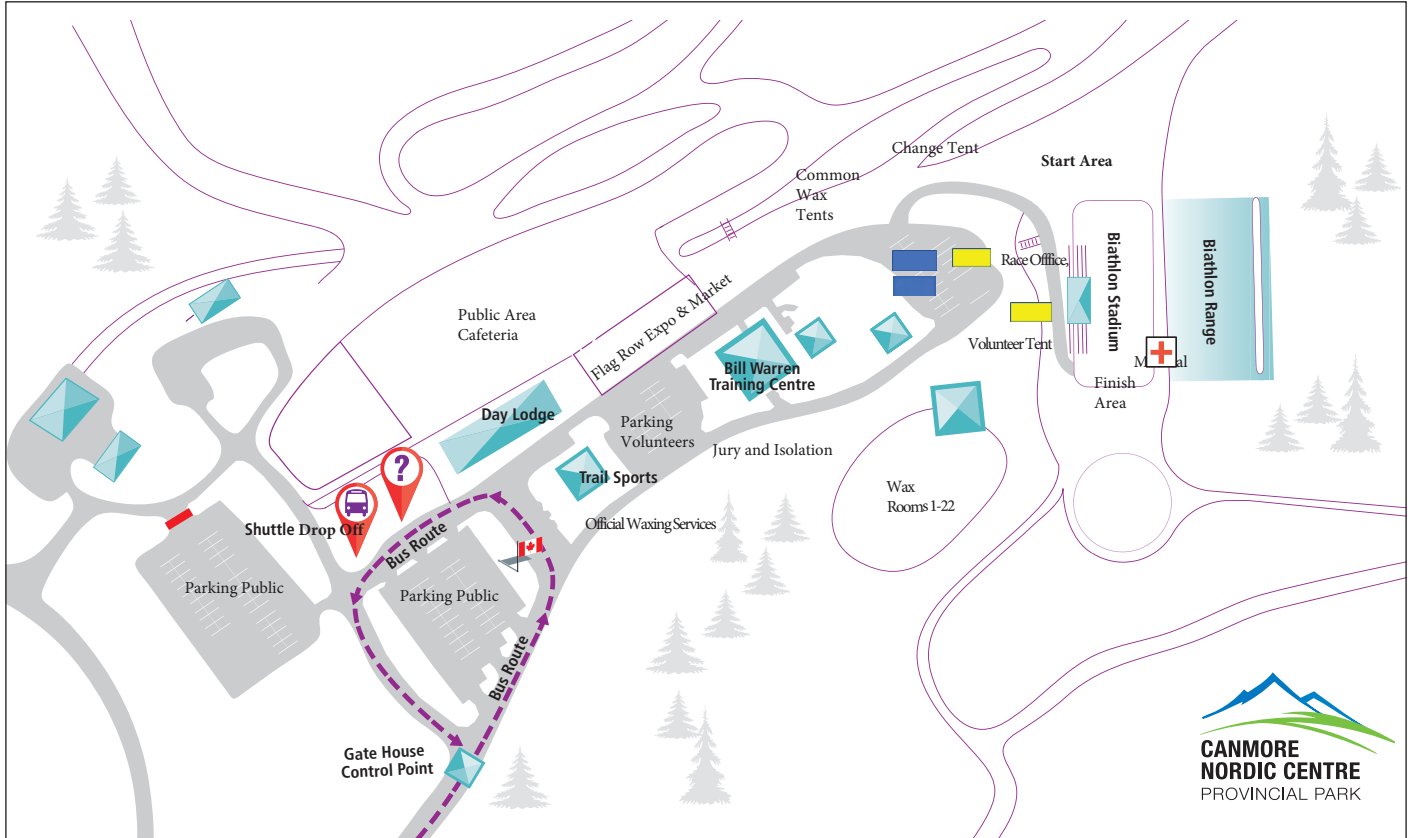 Change Tent
Start Area
Common
Wax
Tents
Biathlon Stadium
Biathlon Range
Race Offfice,
Public Area
Cafeteria
Flag Row Expo & Market
Volunteer Tent
Bill Warren
Training Centre
Finish
Area
Day Lodge
Parking
Volunteers
Jury and Isolation
Trail Sports
Wax
Rooms 1-22
Official Waxing Services
?
Shuttle Drop Off
Bus Route
Parking Public
Parking Public
Bus Route
Gate House
Control Point
CANMORE
NORDIC CENTRE
PROVINCIAL PARK